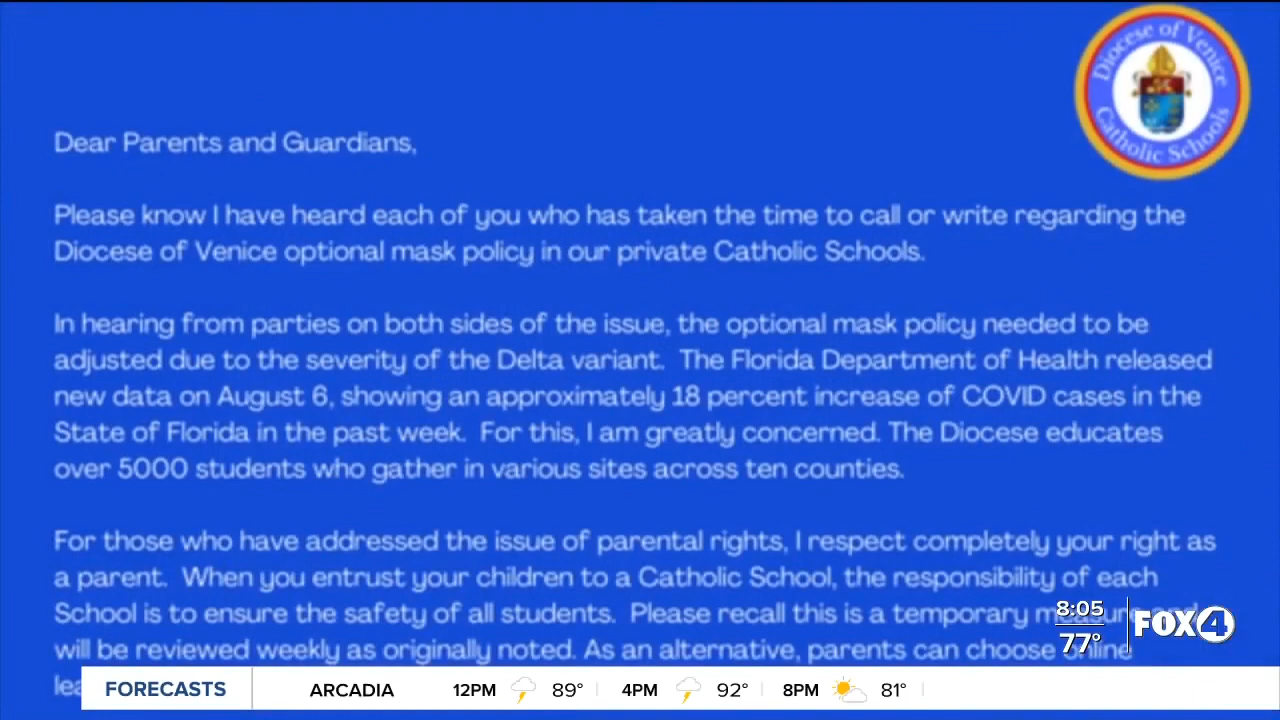 Diocese of Venice
Catholic Schools
Dear Parents and Guardians,
Please know I have heard each of you who has taken the time to call or write regarding the
Diocese of Venice optional mask policy in our private Catholic Schools.
In hearing from parties on both sides of the issue, the optional mask policy needed to be
adjusted due to the severity of the Delta variant.  The Florida Department of Health released
new data on August 6, showing an approximately 18 percent increase of COVID cases in the
State of Florida in the past week.  For this, I am greatly concerned. The Diocese educates
over 5000 students who gather in various sites across ten counties.
For those who have addressed the issue of parental rights, I respect completely your right as
a parent.  When you entrust your children to a Catholic School, the responsibility of each
School is to ensure the safety of all students.  Please recall this is a temporary measure and
will be reviewed weekly as originally noted. As an alternative, parents can choose online
8:05
77°
FOX 4
FORECASTS ARCADIA 12PM 89° 4PM 92° 8PM 81°